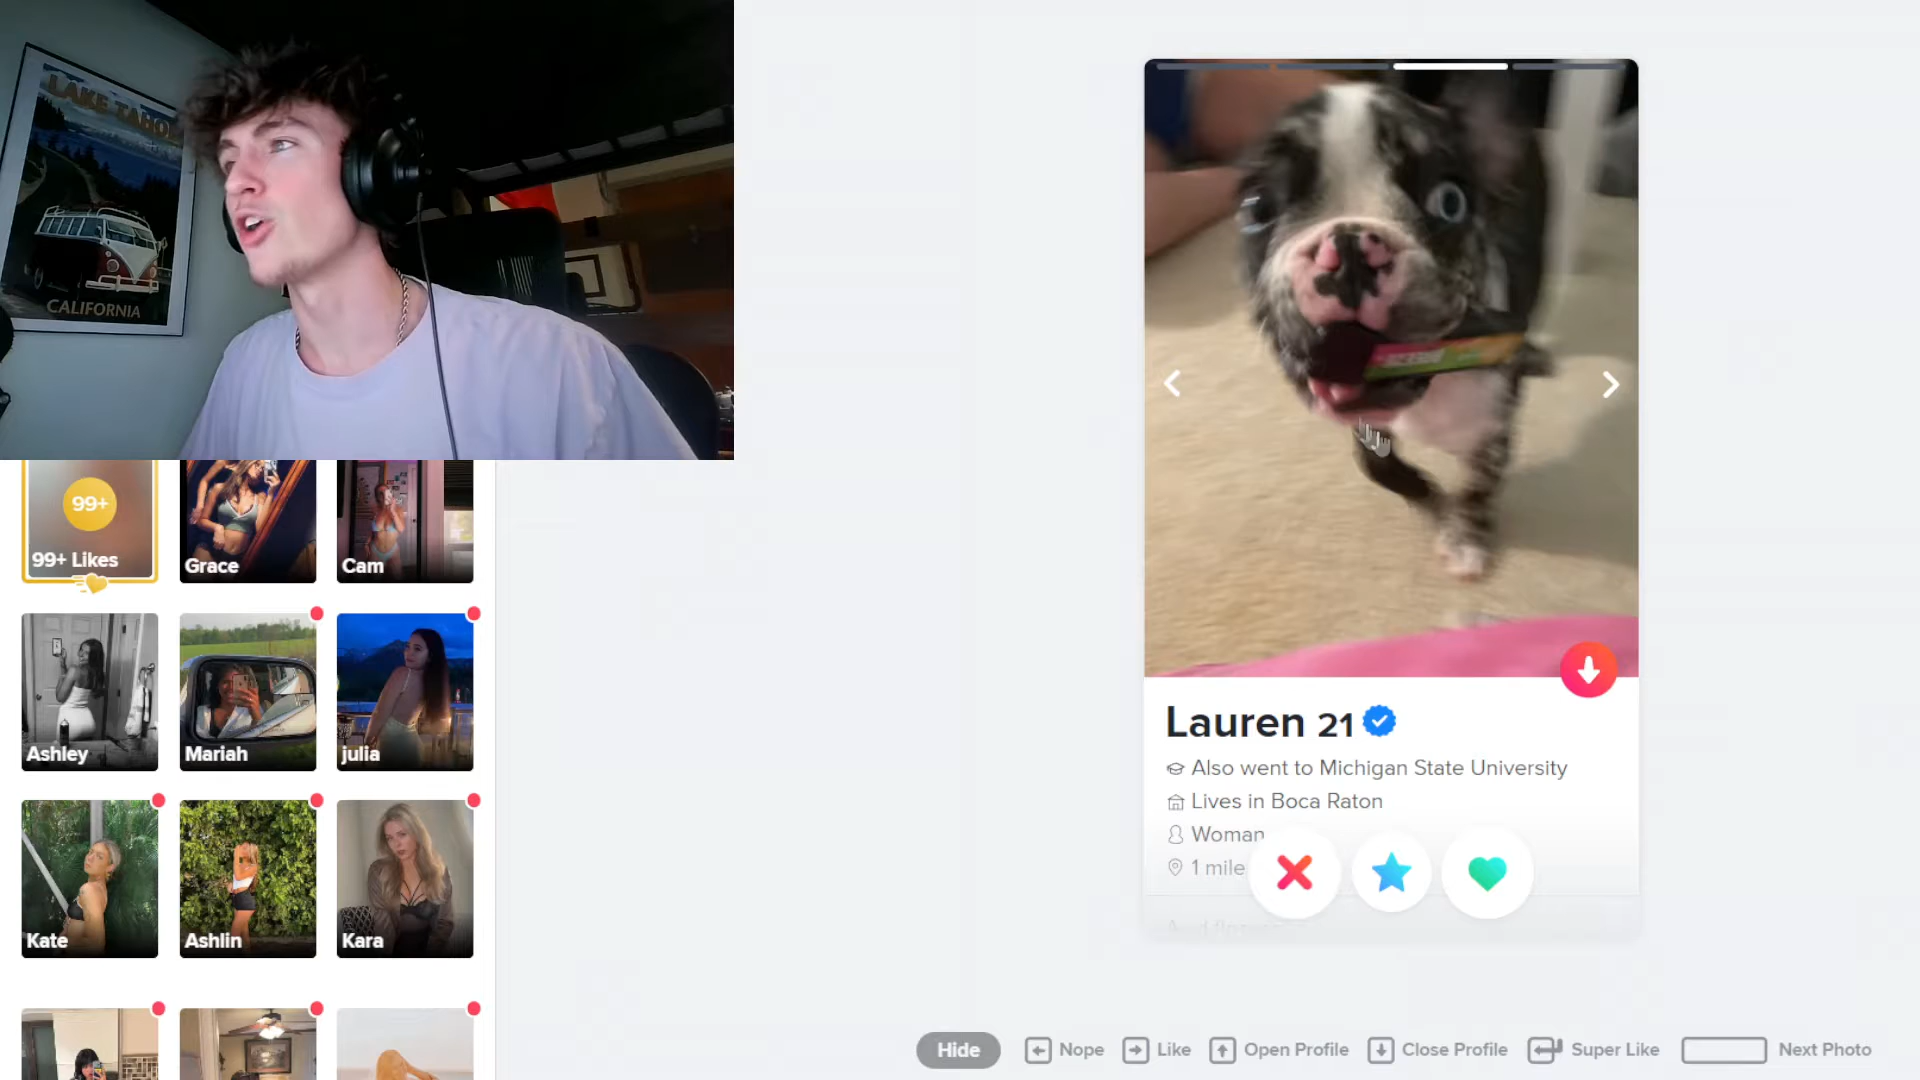 LAKE TAHO
CALIFORNIA
99+
99+ Likes
Grace
Cam
Ashley
Mariah
julia
Kate
Ashlin
Kara
Lauren 21
Also went to Michigan State University
Lives in Boca Raton
Woman
1 mile
Hide
Nope
Like
Open Profile
Close Profile
Super Like
Next Photo